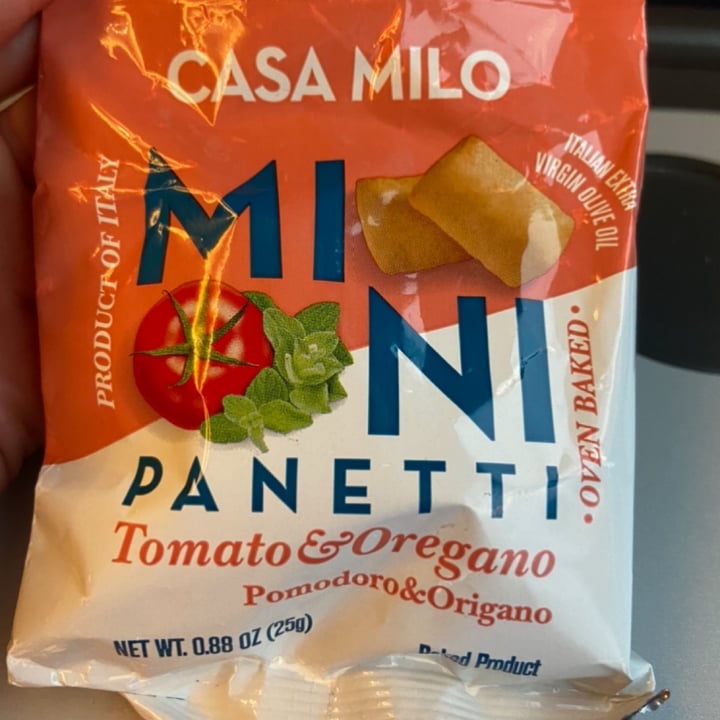 CASA MILO
PRODUCT OF ITALY
MI
NI
ITALIAN EXTRA
VIRGIN OLIVE OIL
•OVEN BAKED•
PANETTI
Tomato&Oregano
Pomodoro&Origano
NET WT. 0.88 OZ (25g)
Baked Product